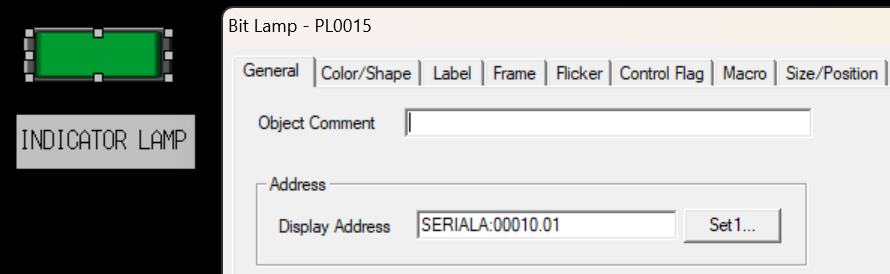 Bit Lamp - PL0015
General Color/Shape Label Frame Flicker Control Flag Macro Size/Position
Object Comment
INDICATOR LAMP
Address
Display Address SERIALA:00010.01 Set1...